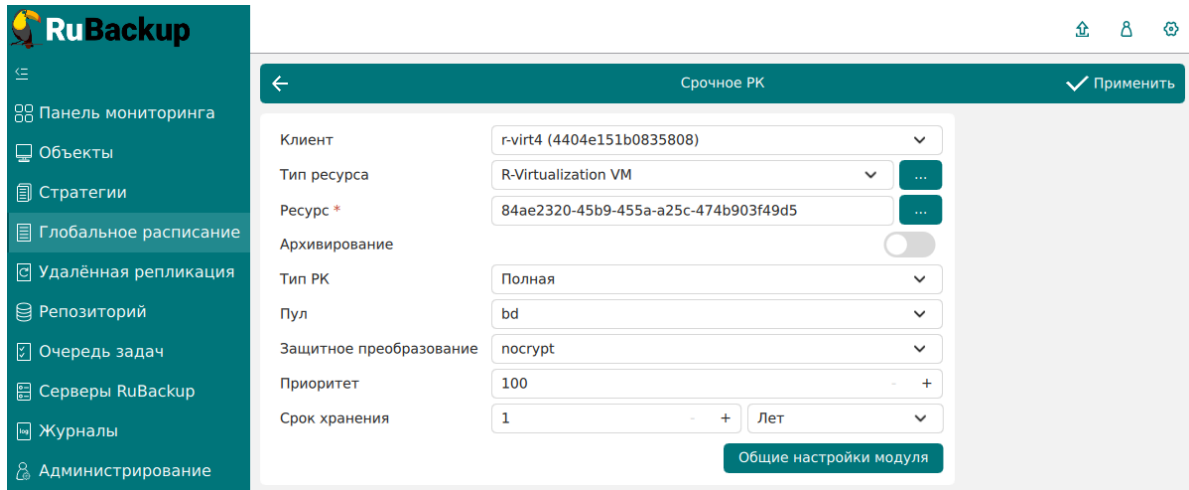 RuBackup
Панель мониторинга
Объекты
Стратегии
Глобальное расписание
Удалённая репликация
Репозиторий
Очередь задач
Серверы RuBackup
Журналы
Администрирование
Срочное РК
Применить
Клиент r-virt4 (4404e151b0835808)
Тип ресурса R-Virtualization VM ...
Ресурс * 84ae2320-45b9-455a-a25c-474b903f49d5 ...
Архивирование
Тип РК Полная
Пул bd
Защитное преобразование nocrypt
Приоритет 100 - +
Срок хранения 1 - + Лет
Общие настройки модуля